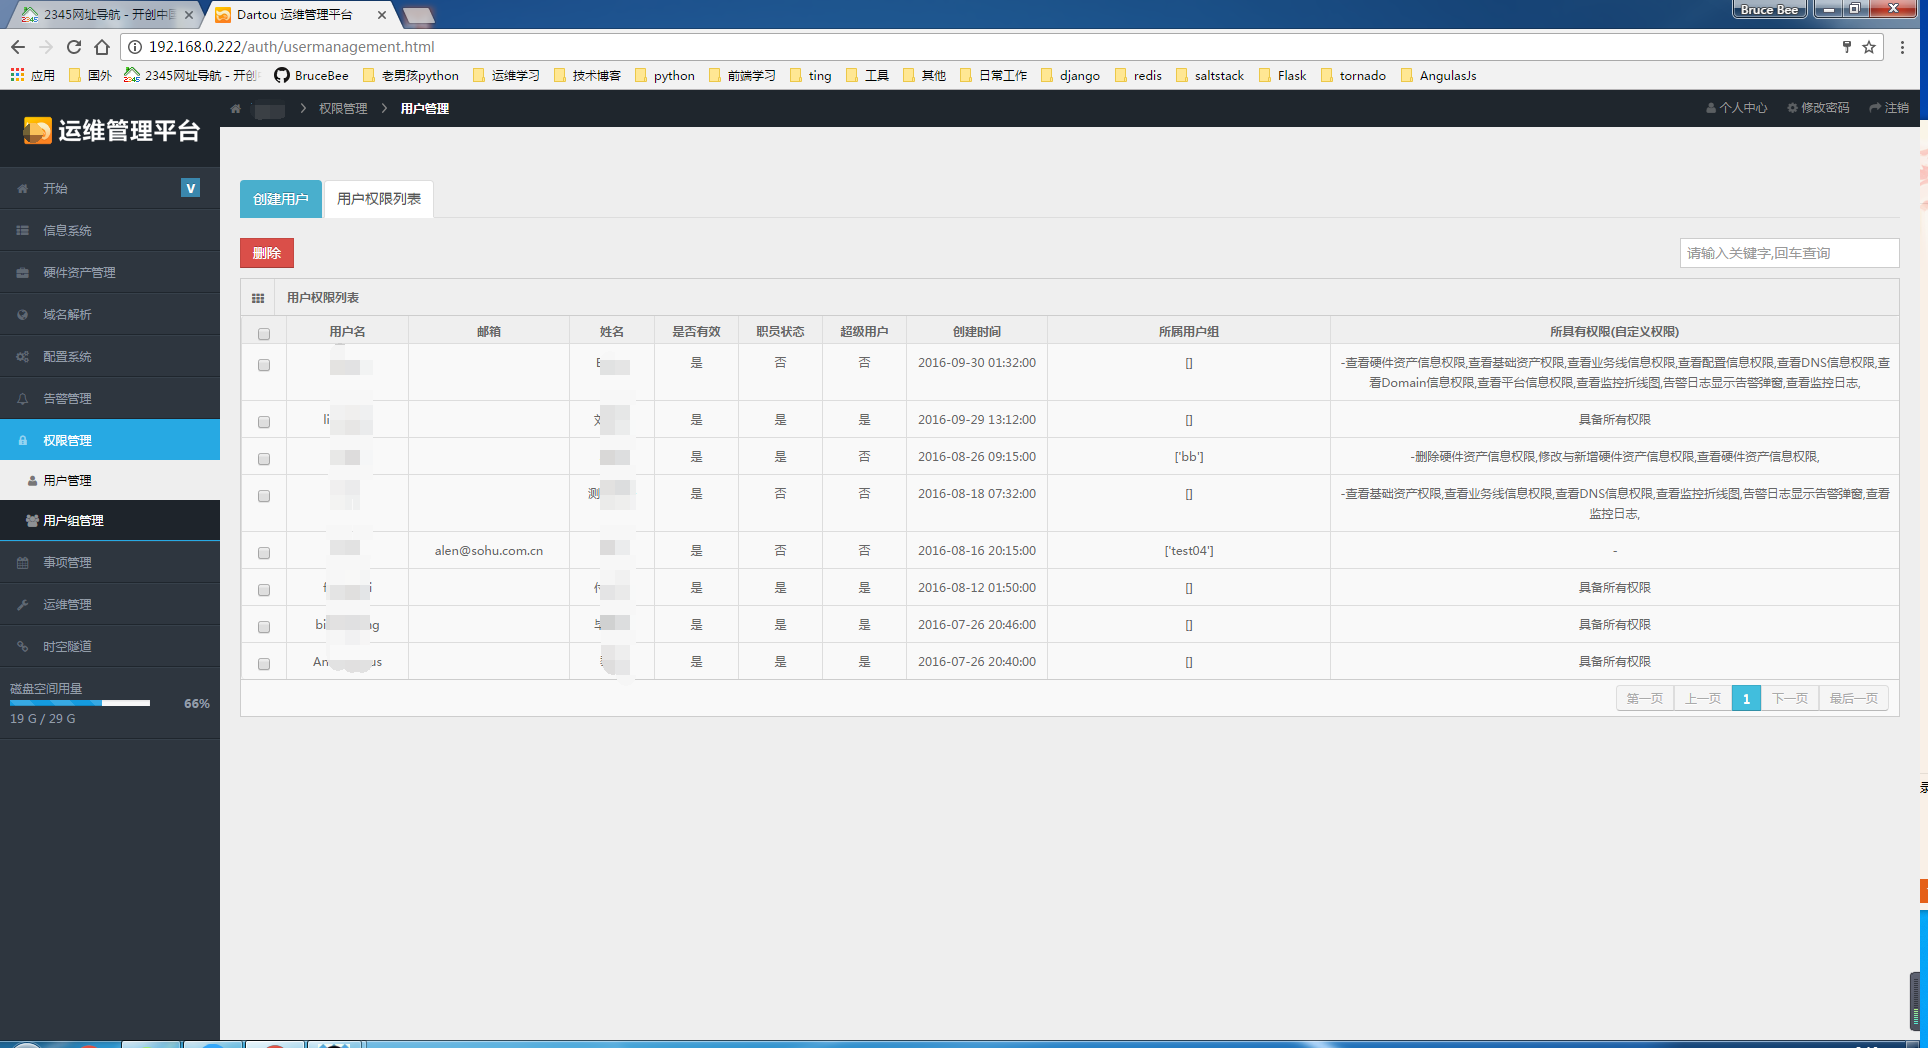 2345网址导航 - 开创中国
Dartou 运维管理平台
Bruce Bee
192.168.0.222/auth/usermanagement.html
应用 国外 2345网址导航 - 开创 BruceBee 老男孩python 运维学习 技术博客 python 前端学习 ting 工具 其他 日常工作 django redis saltstack Flask tornado AngulasJs
权限管理 用户管理
个人中心 修改密码 注销
运维管理平台
开始 V
信息系统
硬件资产管理
域名解析
配置系统
告警管理
权限管理
用户管理
用户组管理
事项管理
运维管理
时空隧道
磁盘空间用量
66%
19 G / 29 G
创建用户 用户权限列表
删除 请输入关键字,回车查询
用户权限列表
用户名 邮箱 姓名 是否有效 职员状态 超级用户 创建时间 所属用户组 所具有权限(自定义权限)
是 否 否 2016-09-30 01:32:00 [] -查看硬件资产信息权限,查看基础资产权限,查看业务线信息权限,查看配置信息权限,查看DNS信息权限,查
看Domain信息权限,查看平台信息权限,查看监控折线图,告警日志显示告警弹窗,查看监控日志,
li 是 是 是 2016-09-29 13:12:00 [] 具备所有权限
是 是 否 2016-08-26 09:15:00 ['bb'] -删除硬件资产信息权限,修改与新增硬件资产信息权限,查看硬件资产信息权限,
测 是 否 否 2016-08-18 07:32:00 [] -查看基础资产权限,查看业务线信息权限,查看DNS信息权限,查看监控折线图,告警日志显示告警弹窗,查看
监控日志,
alen@sohu.com.cn 是 否 否 2016-08-16 20:15:00 ['test04'] -
是 是 是 2016-08-12 01:50:00 [] 具备所有权限
bi ng 是 是 是 2016-07-26 20:46:00 [] 具备所有权限
An us 是 是 是 2016-07-26 20:40:00 [] 具备所有权限
第一页 上一页 1 下一页 最后一页